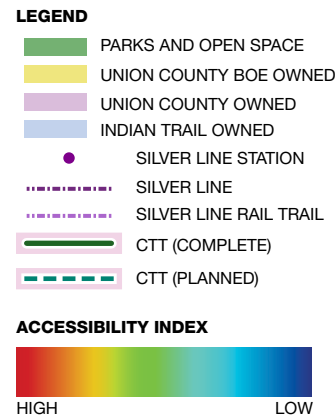 LEGEND
PARKS AND OPEN SPACE
UNION COUNTY BOE OWNED
UNION COUNTY OWNED
INDIAN TRAIL OWNED
SILVER LINE STATION
SILVER LINE
SILVER LINE RAIL TRAIL
CTT (COMPLETE)
CTT (PLANNED)
ACCESSIBILITY INDEX
HIGH LOW